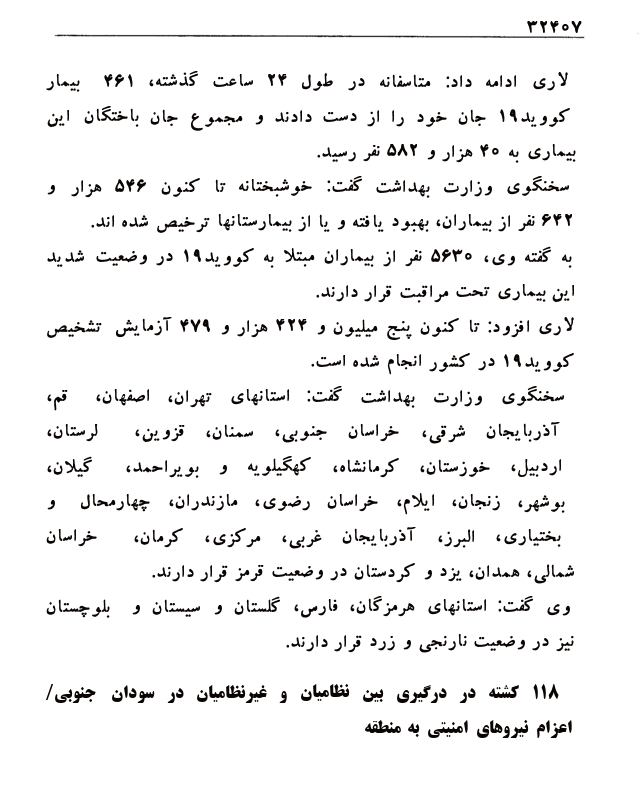 ۳۲۴۰۷
لاری ادامه داد: متاسفانه در طول ۲۴ ساعت گذشته، ۴۶۱ بیمار
کووید۱۹ جان خود را از دست دادند و مجموع جان باختگان این
بیماری به ۴۰ هزار و ۵۸۲ نفر رسید.
سخنگوی وزارت بهداشت گفت: خوشبختانه تا کنون ۵۴۶ هزار و
۶۴۲ نفر از بیماران، بهبود یافته و یا از بیمارستانها ترخیص شده اند.
به گفته وی، ۵۶۳۰ نفر از بیماران مبتلا به کووید۱۹ در وضعیت شدید
این بیماری تحت مراقبت قرار دارند.
لاری افزود: تا کنون پنج میلیون و ۴۲۴ هزار و ۴۷۹ آزمایش تشخیص
کووید۱۹ در کشور انجام شده است.
سخنگوی وزارت بهداشت گفت: استانهای تهران، اصفهان، قم،
آذربایجان شرقی، خراسان جنوبی، سمنان، قزوین، لرستان،
اردبیل، خوزستان، کرمانشاه، کهگیلویه و بویراحمد، گیلان،
بوشهر، زنجان، ایلام، خراسان رضوی، مازندران، چهارمحال و
بختیاری، البرز، آذربایجان غربی، مرکزی، کرمان، خراسان
شمالی، همدان، یزد و کردستان در وضعیت قرمز قرار دارند.
وی گفت: استانهای هرمزگان، فارس، گلستان و سیستان و بلوچستان
نیز در وضعیت نارنجی و زرد قرار دارند.
۱۱۸ کشته در درگیری بین نظامیان و غیرنظامیان در سودان جنوبی/
اعزام نیروهای امنیتی به منطقه